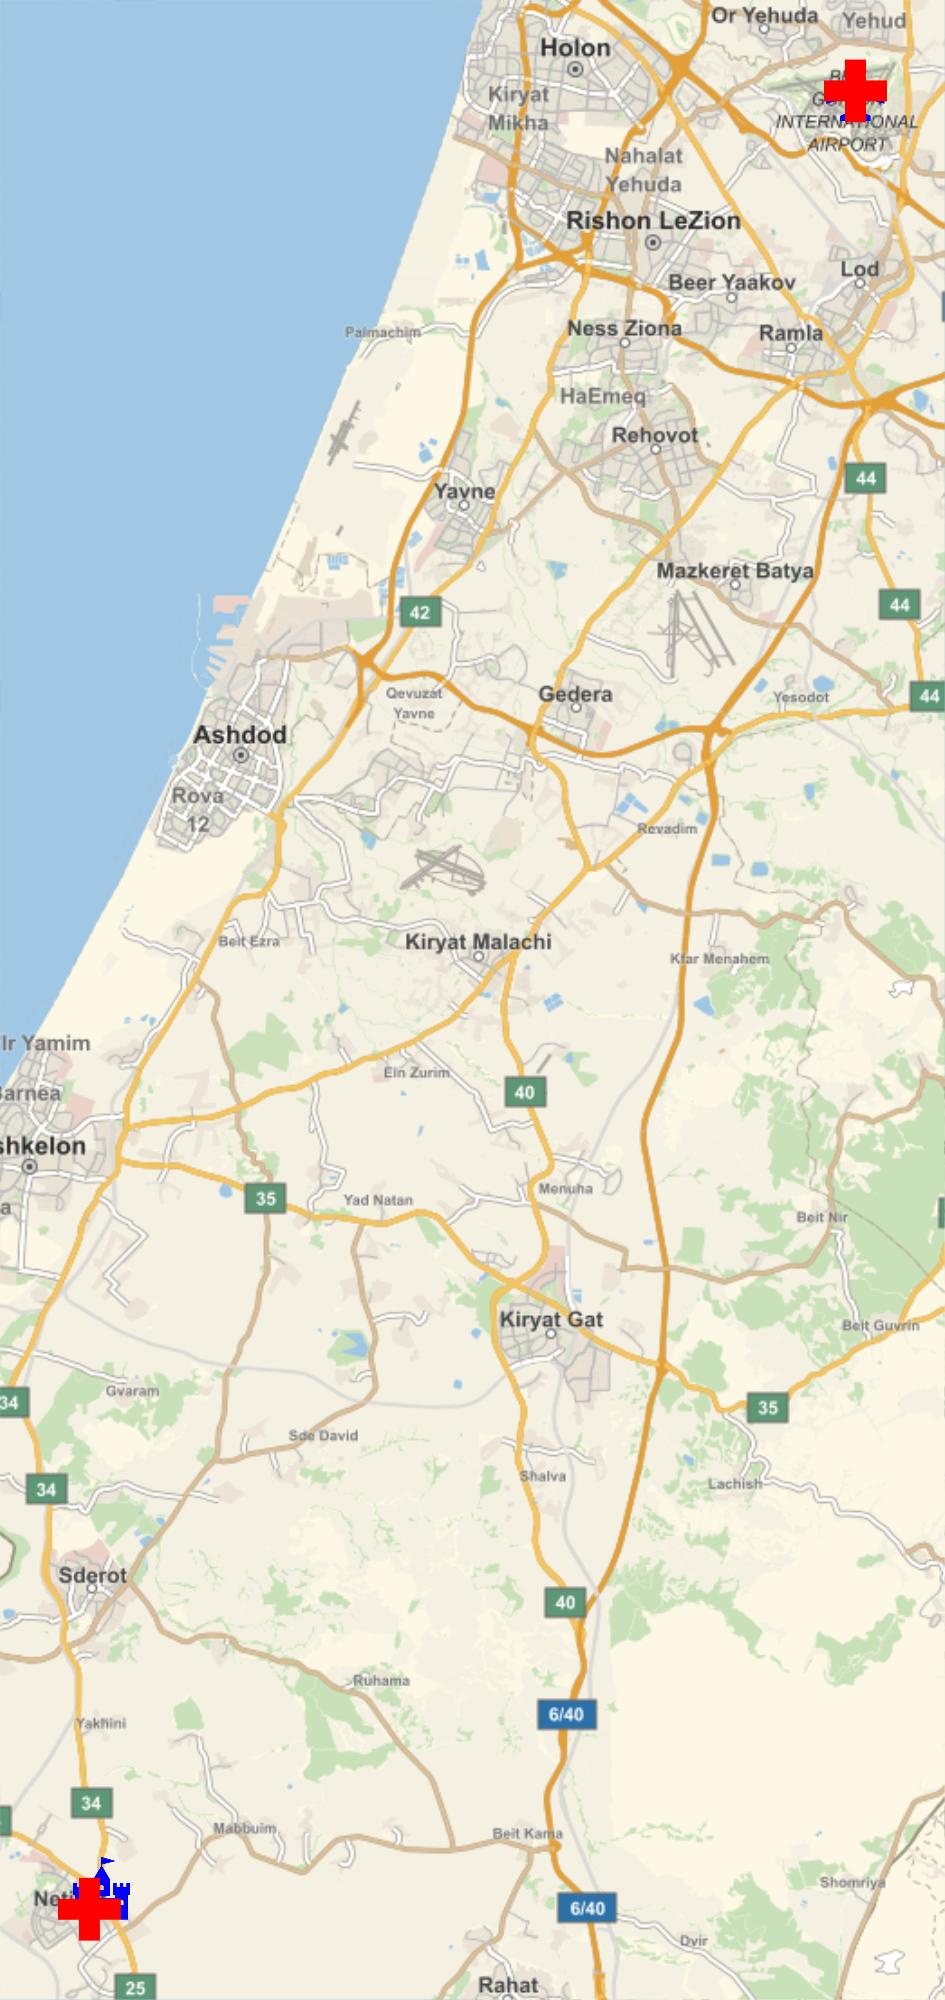 Or Yehuda
Yehud
Holon
INTERNATIONAL
AIRPORT
Kiryat
Mikha
Nahalat
Yehuda
Rishon LeZion
Lod
Beer Yaakov
Ness Ziona
Ramla
Palmachim
HaEmeq
Rehovot
44
Yavne
Mazkeret Batya
42
44
Qevuzat
Yavne
Gedera
Yesodot
44
Ashdod
Rova
12
Revadim
Beit Ezra
Kiryat Malachi
Kfar Menahem
Ir Yamim
Ein Zurim
40
Barnea
shkelon
35
Yad Natan
Menuha
Beit Nir
Kiryat Gat
Beit Guvrin
Gvaram
34
35
Sde David
34
Shalva
Lachish
Sderot
40
Ruhama
6/40
Yakhini
34
Mabbuim
Beit Kama
Shomriya
Neti
6/40
Dvir
25
Rahat